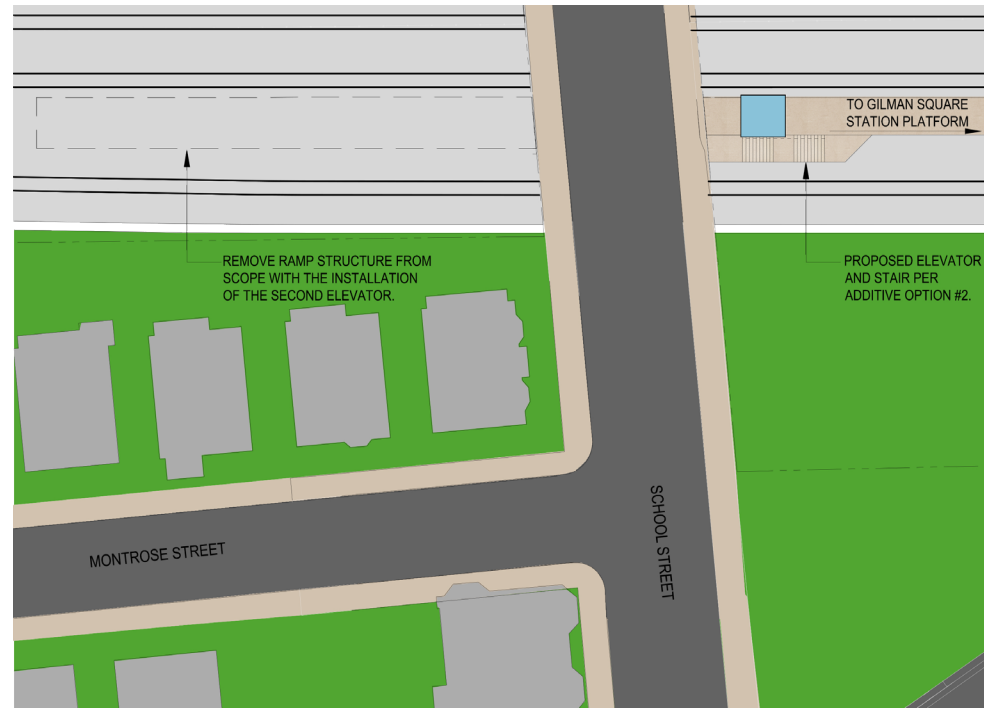 TO GILMAN SQUARE
STATION PLATFORM
REMOVE RAMP STRUCTURE FROM
SCOPE WITH THE INSTALLATION
OF THE SECOND ELEVATOR.
PROPOSED ELEVATOR
AND STAIR PER
ADDITIVE OPTION #2.
MONTROSE STREET
SCHOOL STREET